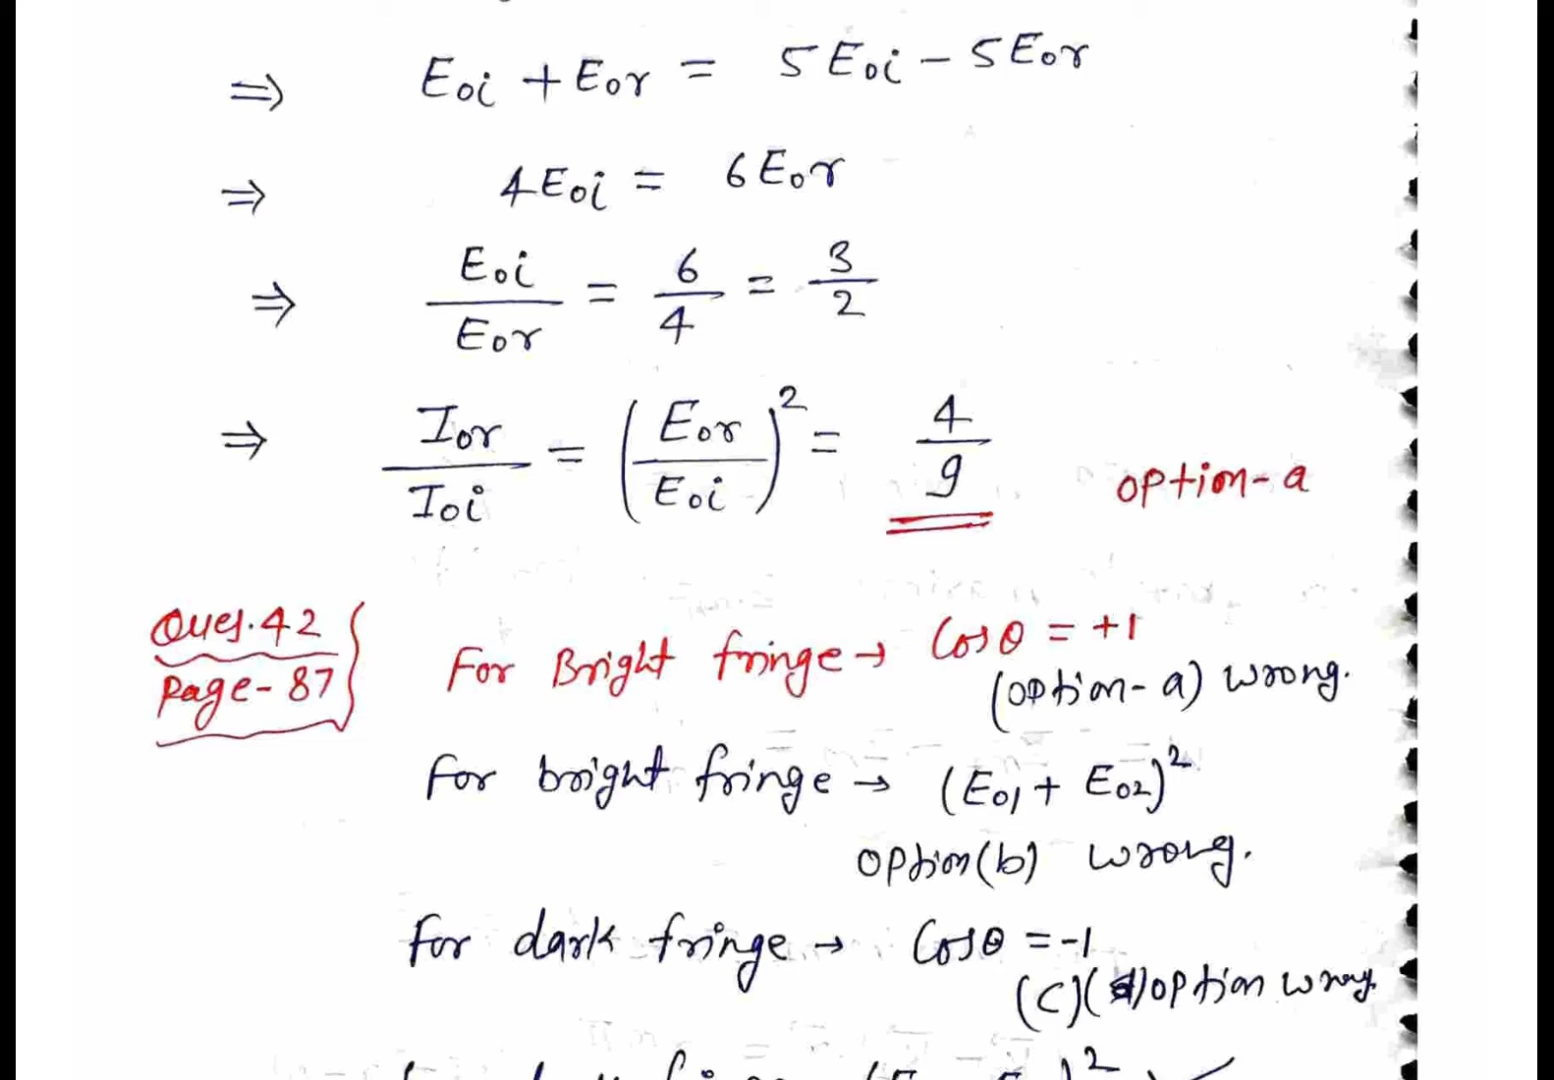 ⇒ Eoi + Eor = 5Eoi - 5Eor
⇒ 4Eoi = 6Eor
⇒ Eoi/Eor = 6/4 = 3/2
⇒ Ior/Ioi = (Eor/Eoi)² = 4/9
option-a
Ques.42
Page-87
For Bright fringe → Cosθ = +1
(option-a) wrong.
For bright fringe → (E01 + E02)²
option(b) wrong.
for dark fringe → Cosθ = -1
(c)(d)option wrong